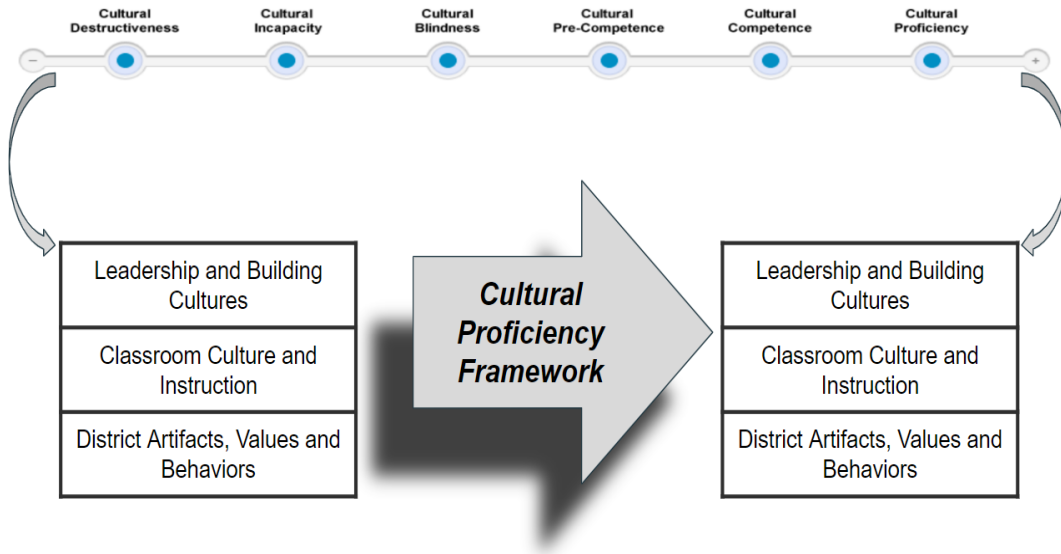 Cultural
Destructiveness
Cultural
Incapacity
Cultural
Blindness
Cultural
Pre-Competence
Cultural
Competence
Cultural
Proficiency
−
+
Leadership and Building
Cultures
Classroom Culture and
Instruction
District Artifacts, Values and
Behaviors
Cultural
Proficiency
Framework
Leadership and Building
Cultures
Classroom Culture and
Instruction
District Artifacts, Values and
Behaviors